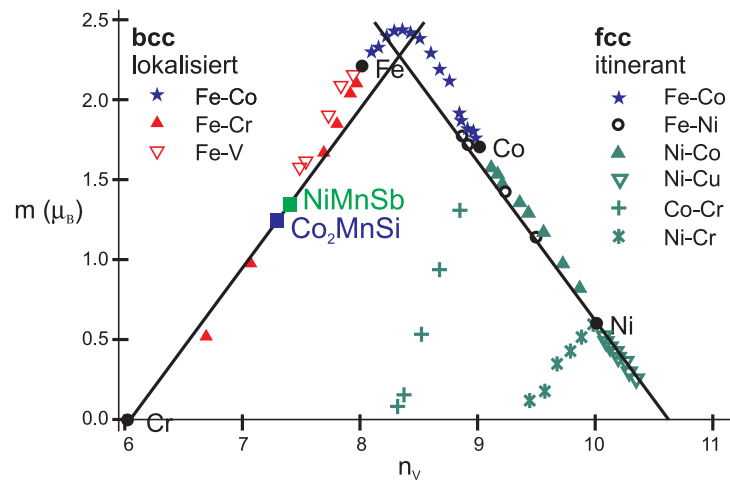 bcc
lokalisiert
Fe-Co
Fe-Cr
Fe-V
fcc
itinerant
Fe-Co
Fe-Ni
Ni-Co
Ni-Cu
Co-Cr
Ni-Cr
Fe
Co
NiMnSb
Co₂MnSi
Ni
Cr
m (μ_B)
2.5
2.0
1.5
1.0
0.5
0.0
6
7
8
9
10
11
n_V